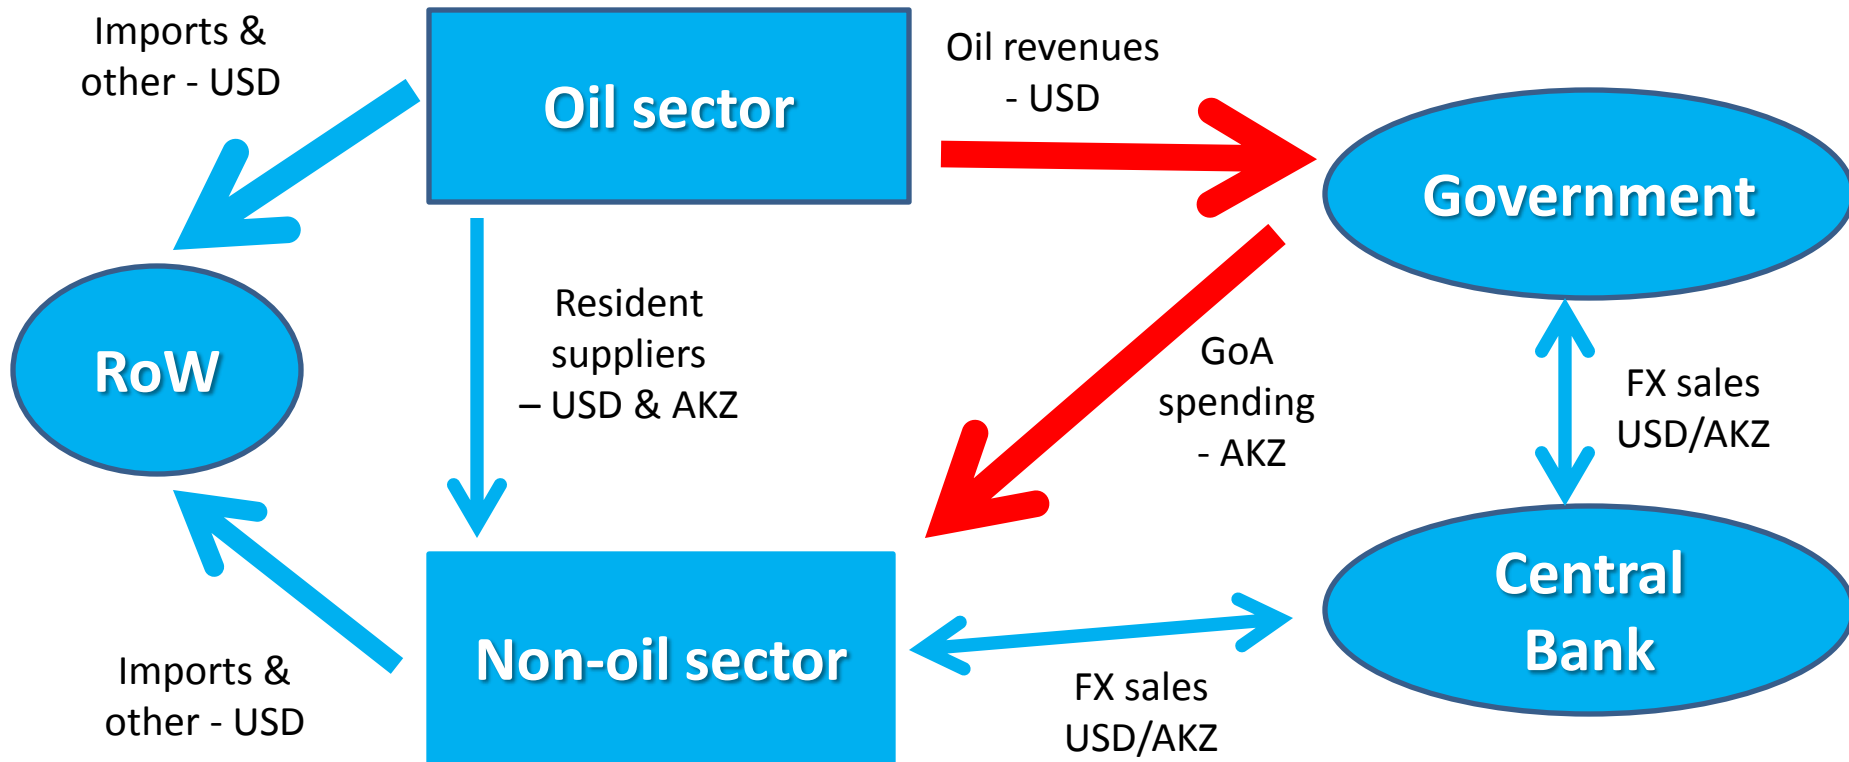 Imports &
other - USD
Oil sector
Oil revenues
- USD
Government
RoW
Resident
suppliers
– USD & AKZ
GoA
spending
- AKZ
FX sales
USD/AKZ
Imports &
other - USD
Non-oil sector
FX sales
USD/AKZ
Central
Bank